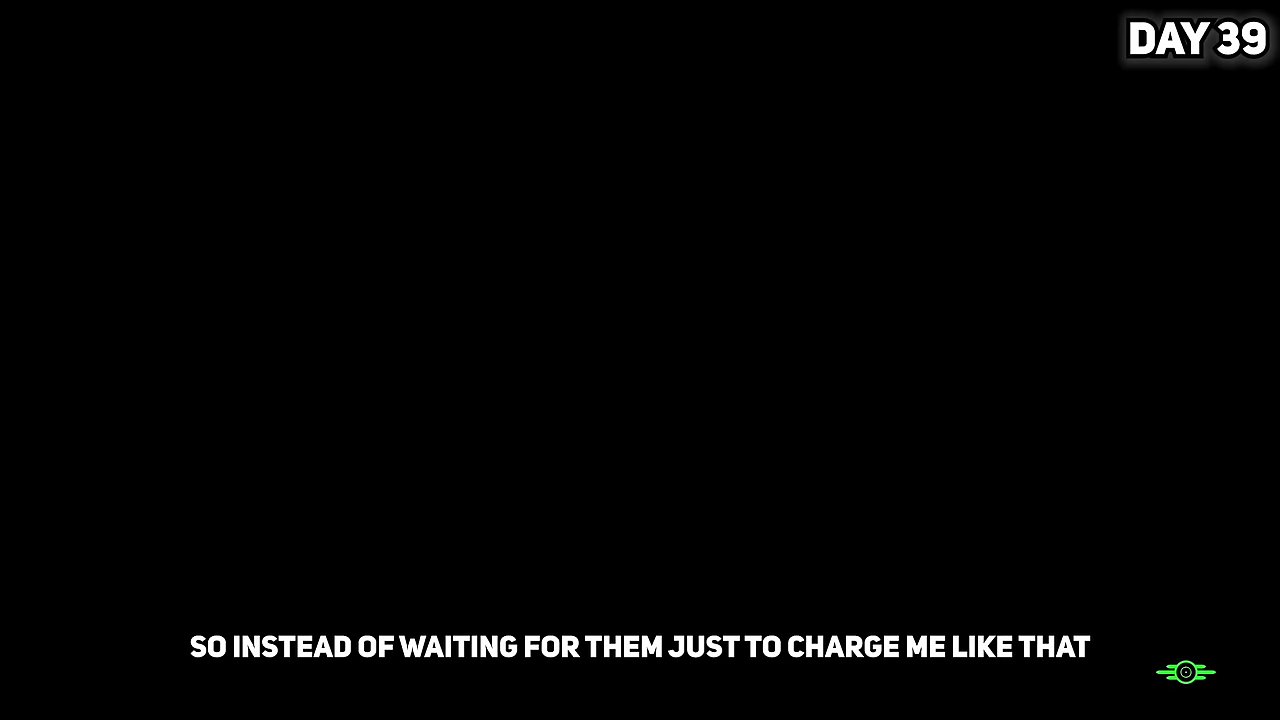 DAY 39
SO INSTEAD OF WAITING FOR THEM JUST TO CHARGE ME LIKE THAT